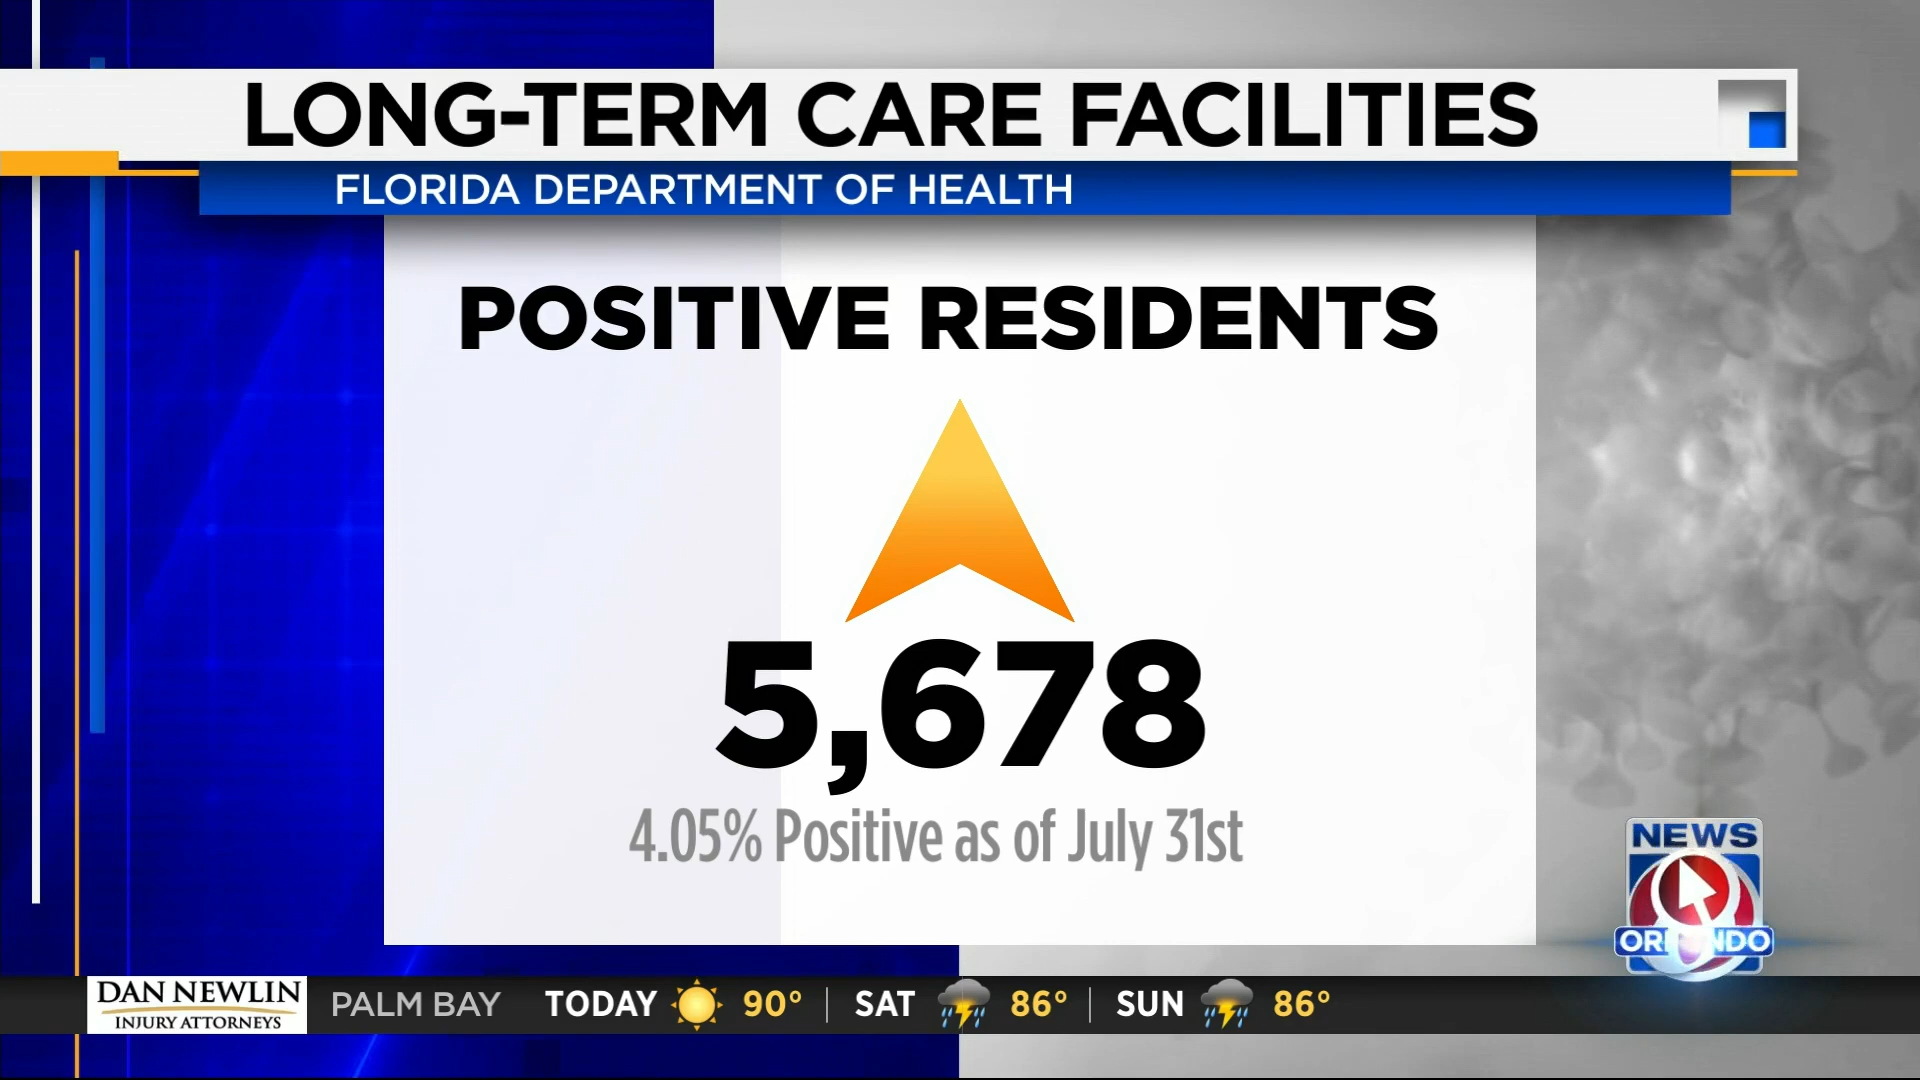 LONG-TERM CARE FACILITIES
FLORIDA DEPARTMENT OF HEALTH
POSITIVE RESIDENTS
5,678
4.05% Positive as of July 31st
NEWS
ORLANDO
DAN NEWLIN
INJURY ATTORNEYS
PALM BAY TODAY 90° | SAT 86° | SUN 86°